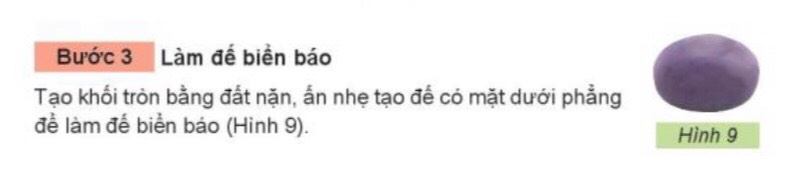 Bước 3 Làm đế biển báo
Tạo khối tròn bằng đất nặn, ấn nhẹ tạo đế có mặt dưới phẳng
để làm đế biển báo (Hình 9).
Hình 9